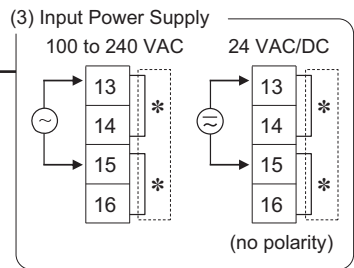 (3) Input Power Supply
100 to 240 VAC 24 VAC/DC
13 * 13 *
14 14
15 * 15 *
16 16
(no polarity)